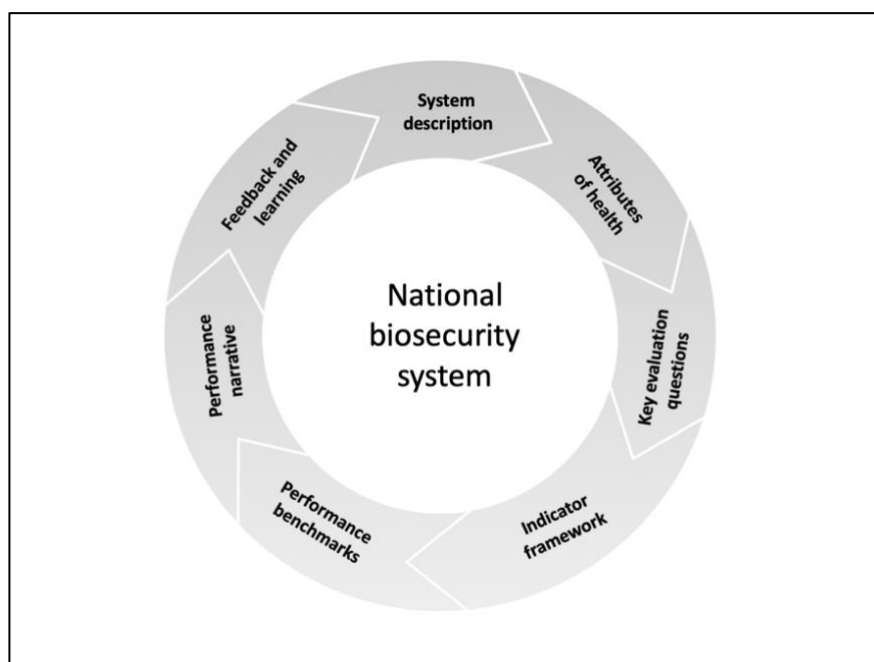 System
description
Attributes
of health
Key evaluation
questions
Indicator
framework
Performance
benchmarks
Performance
narrative
Feedback and
learning
National
biosecurity
system